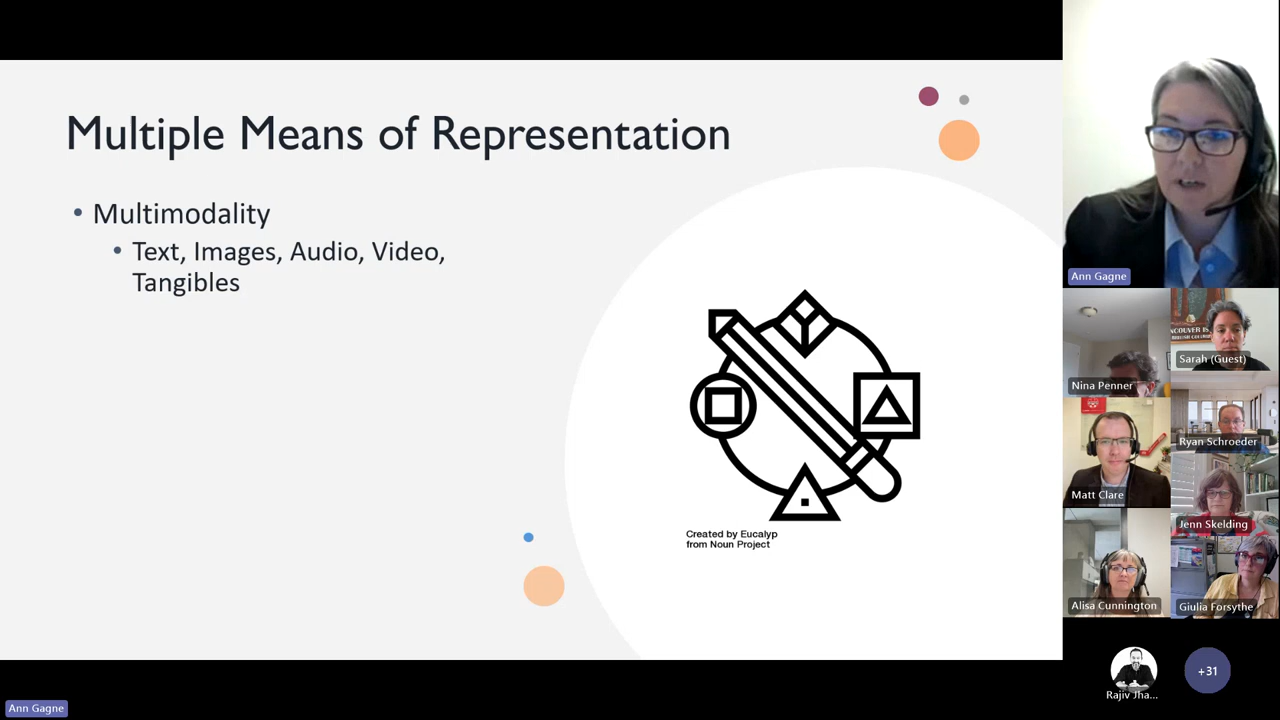 Multiple Means of Representation
• Multimodality
• Text, Images, Audio, Video,
Tangibles
Created by Eucalyp
from Noun Project
Ann Gagne
Nina Penner
Sarah (Guest)
Matt Clare
Ryan Schroeder
Jenn Skelding
Alisa Cunnington
Giulia Forsythe
Rajiv Jha...
+31
Ann Gagne